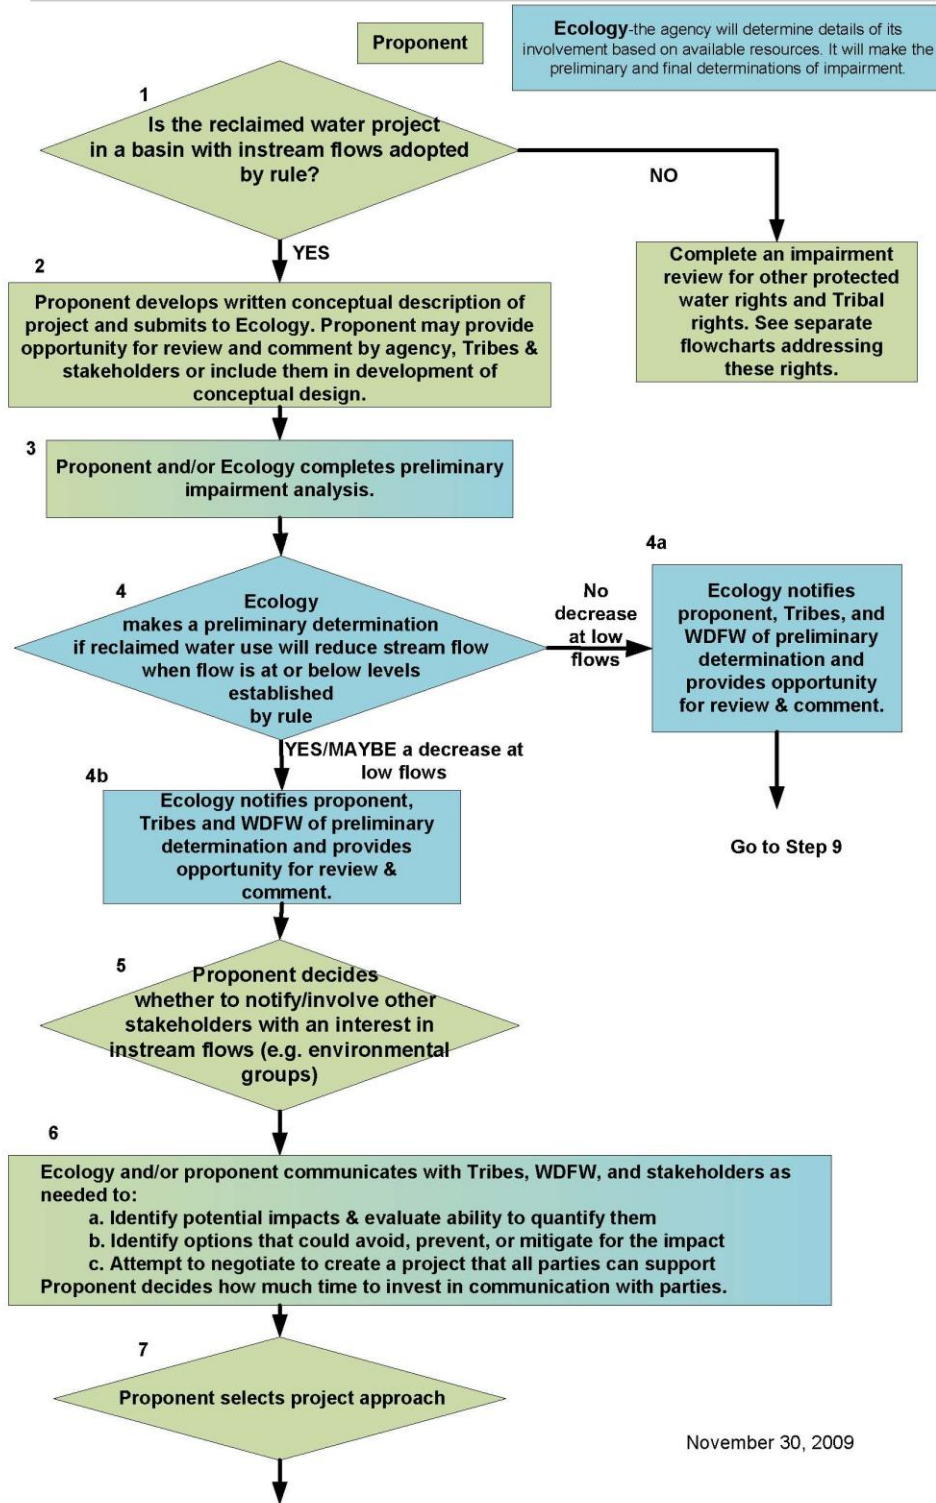 Proponent
Ecology-the agency will determine details of its
involvement based on available resources. It will make the
preliminary and final determinations of impairment.
1
Is the reclaimed water project
in a basin with instream flows adopted
by rule?
NO
YES
Complete an impairment
review for other protected
water rights and Tribal
rights. See separate
flowcharts addressing
these rights.
2
Proponent develops written conceptual description of
project and submits to Ecology. Proponent may provide
opportunity for review and comment by agency, Tribes &
stakeholders or include them in development of
conceptual design.
3
Proponent and/or Ecology completes preliminary
impairment analysis.
4
Ecology
makes a preliminary determination
if reclaimed water use will reduce stream flow
when flow is at or below levels
established
by rule
No
decrease
at low
flows
4a
Ecology notifies
proponent, Tribes, and
WDFW of preliminary
determination and
provides opportunity
for review & comment.
Go to Step 9
YES/MAYBE a decrease at
low flows
4b
Ecology notifies proponent,
Tribes and WDFW of preliminary
determination and provides
opportunity for review &
comment.
5
Proponent decides
whether to notify/involve other
stakeholders with an interest in
instream flows (e.g. environmental
groups)
6
Ecology and/or proponent communicates with Tribes, WDFW, and stakeholders as
needed to:
a. Identify potential impacts & evaluate ability to quantify them
b. Identify options that could avoid, prevent, or mitigate for the impact
c. Attempt to negotiate to create a project that all parties can support
Proponent decides how much time to invest in communication with parties.
7
Proponent selects project approach
November 30, 2009